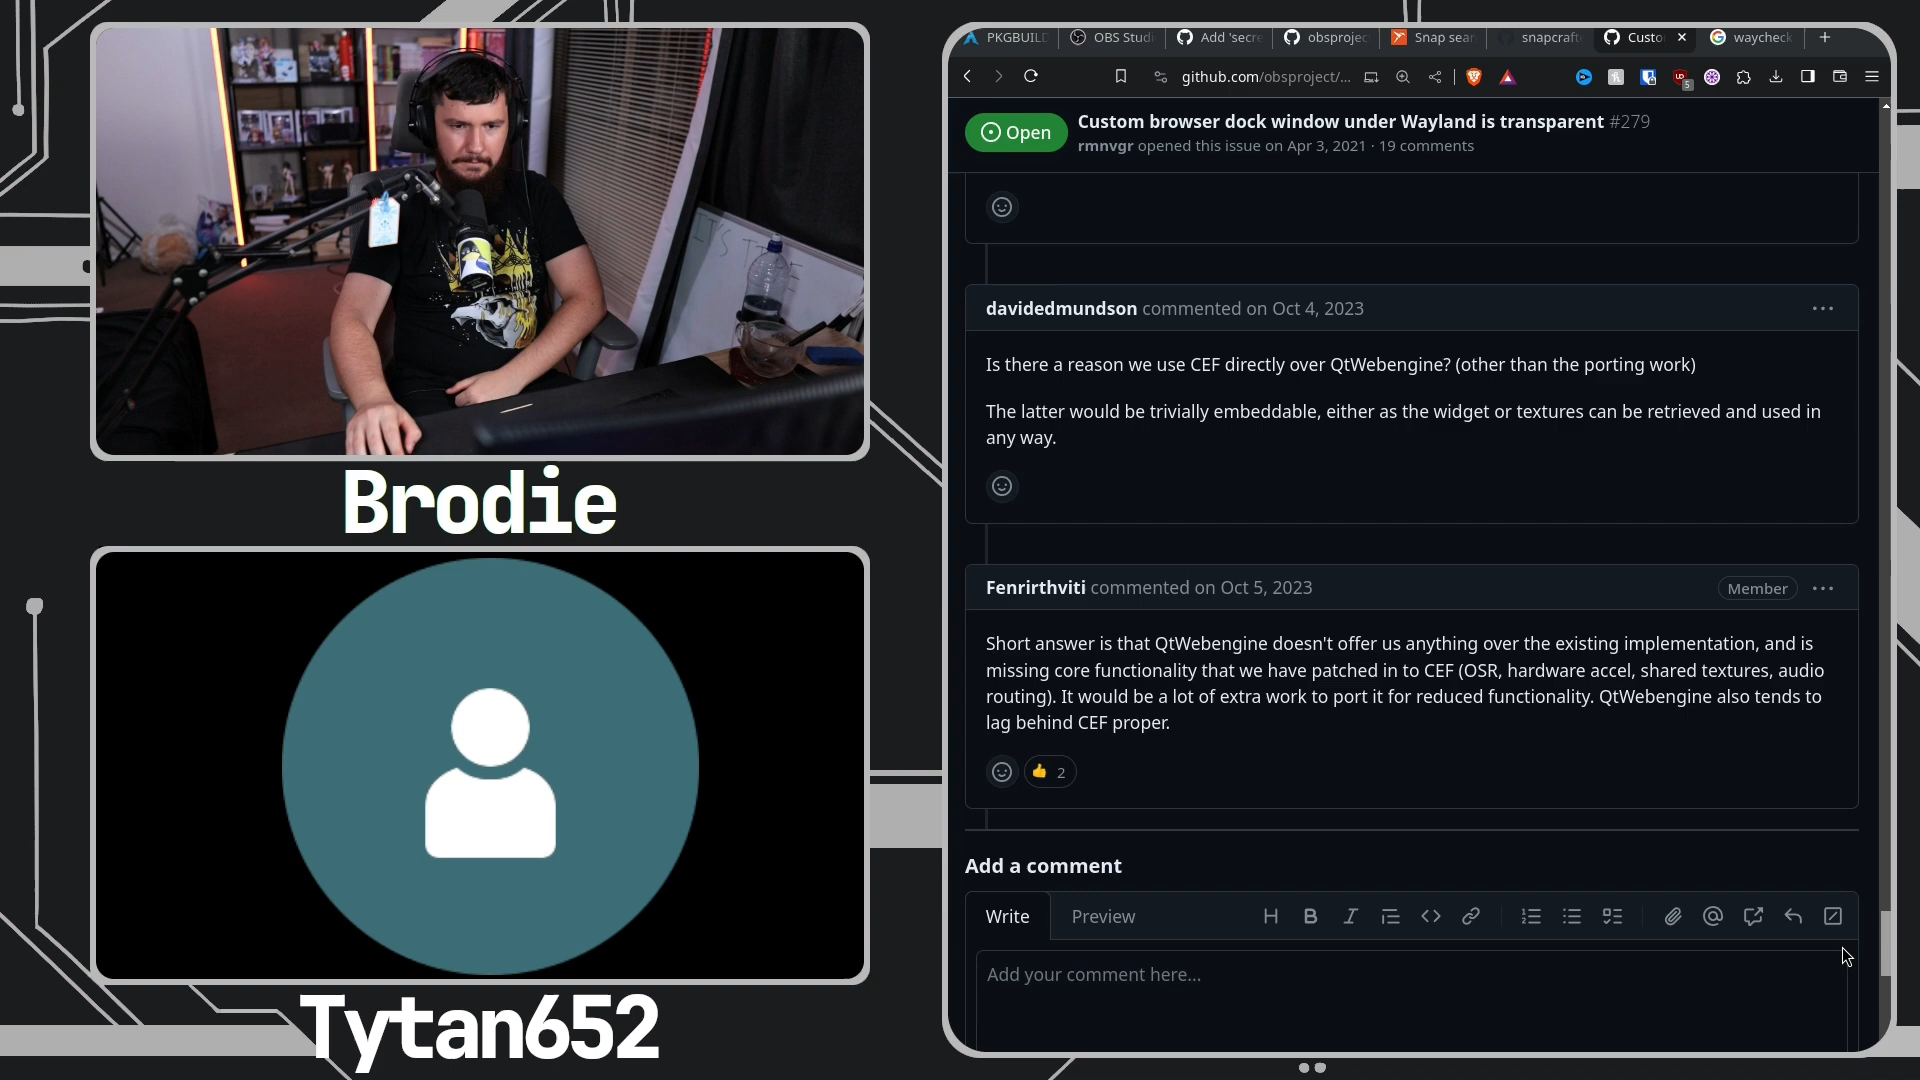 PKGBUILD
OBS Studi
Add 'secre
obsprojec
Snap sear
snapcraft
Custo
waycheck
github.com/obsproject/...
5
Open
Custom browser dock window under Wayland is transparent #279
rmnvgr opened this issue on Apr 3, 2021 · 19 comments
davidedmundson commented on Oct 4, 2023
Is there a reason we use CEF directly over QtWebengine? (other than the porting work)
The latter would be trivially embeddable, either as the widget or textures can be retrieved and used in
any way.
Fenrirthviti commented on Oct 5, 2023
Member
Short answer is that QtWebengine doesn't offer us anything over the existing implementation, and is
missing core functionality that we have patched in to CEF (OSR, hardware accel, shared textures, audio
routing). It would be a lot of extra work to port it for reduced functionality. QtWebengine also tends to
lag behind CEF proper.
2
Add a comment
Write
Preview
Add your comment here...
Brodie
Tytan652